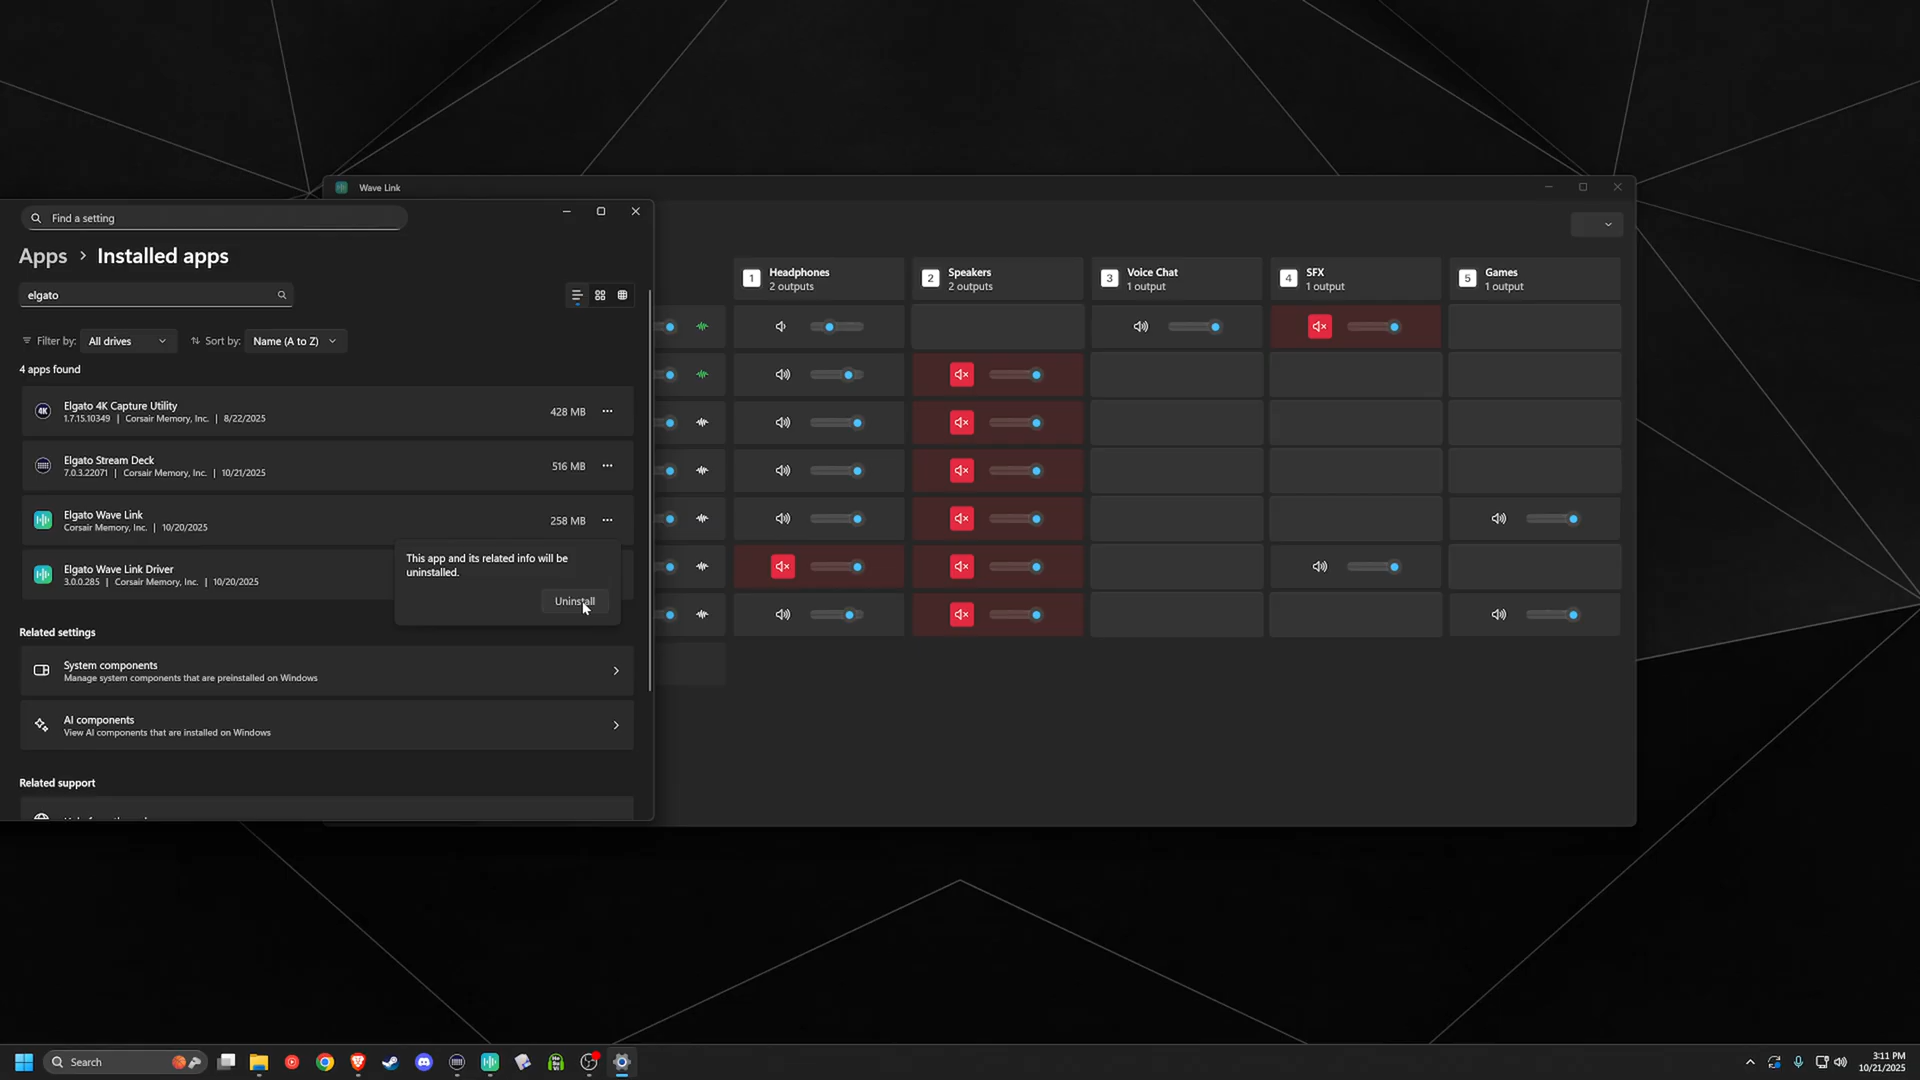 Wave Link
Find a setting
Apps > Installed apps
elgato
Filter by: All drives
Sort by: Name (A to Z)
4 apps found
Elgato 4K Capture Utility
1.7.15.10349 | Corsair Memory, Inc. | 8/22/2025
428 MB
Elgato Stream Deck
7.0.3.22071 | Corsair Memory, Inc. | 10/21/2025
516 MB
Elgato Wave Link
Corsair Memory, Inc. | 10/20/2025
258 MB
This app and its related info will be
uninstalled.
Uninstall
Elgato Wave Link Driver
3.0.0.285 | Corsair Memory, Inc. | 10/20/2025
Related settings
System components
Manage system components that are preinstalled on Windows
AI components
View AI components that are installed on Windows
Related support
1 Headphones
2 outputs
2 Speakers
2 outputs
3 Voice Chat
1 output
4 SFX
1 output
5 Games
1 output
Search
3:11 PM
10/21/2025